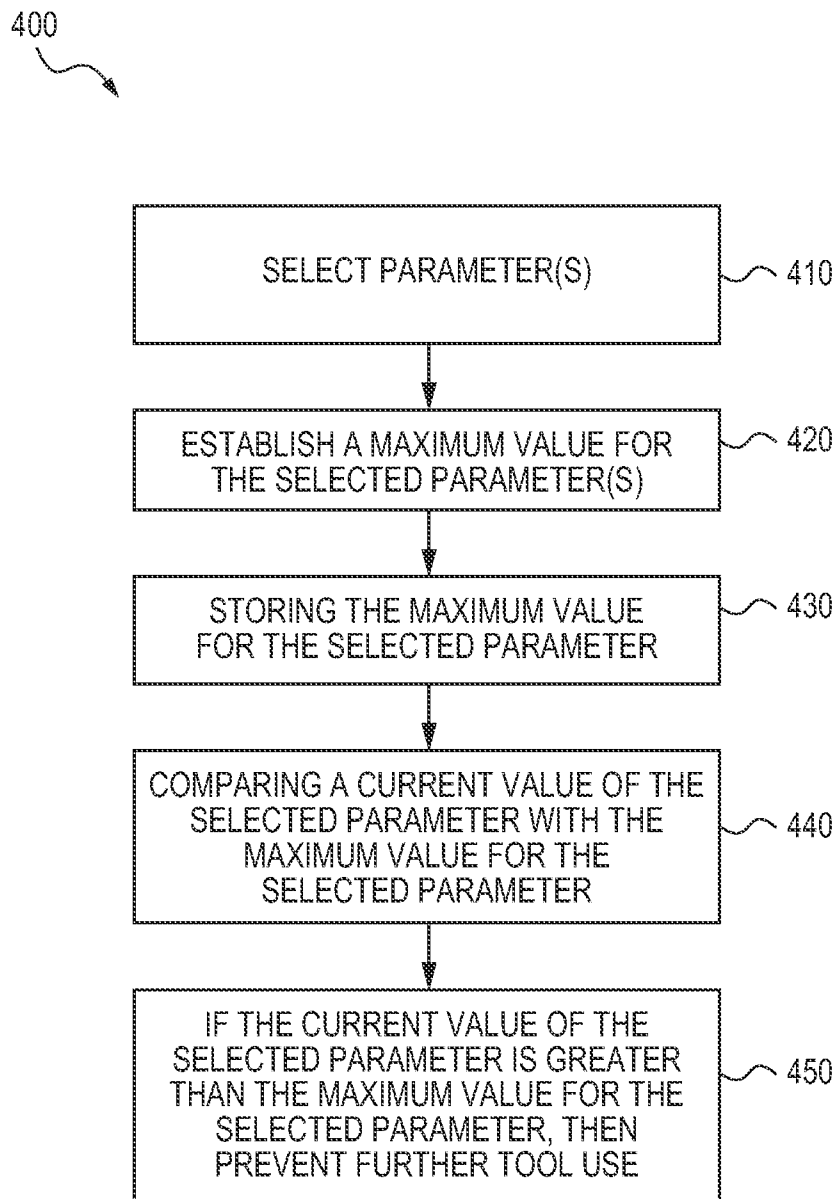 400
SELECT PARAMETER(S)
410
ESTABLISH A MAXIMUM VALUE FOR
THE SELECTED PARAMETER(S)
420
STORING THE MAXIMUM VALUE
FOR THE SELECTED PARAMETER
430
COMPARING A CURRENT VALUE OF THE
SELECTED PARAMETER WITH THE
MAXIMUM VALUE FOR THE
SELECTED PARAMETER
440
IF THE CURRENT VALUE OF THE
SELECTED PARAMETER IS GREATER
THAN THE MAXIMUM VALUE FOR THE
SELECTED PARAMETER, THEN
PREVENT FURTHER TOOL USE
450